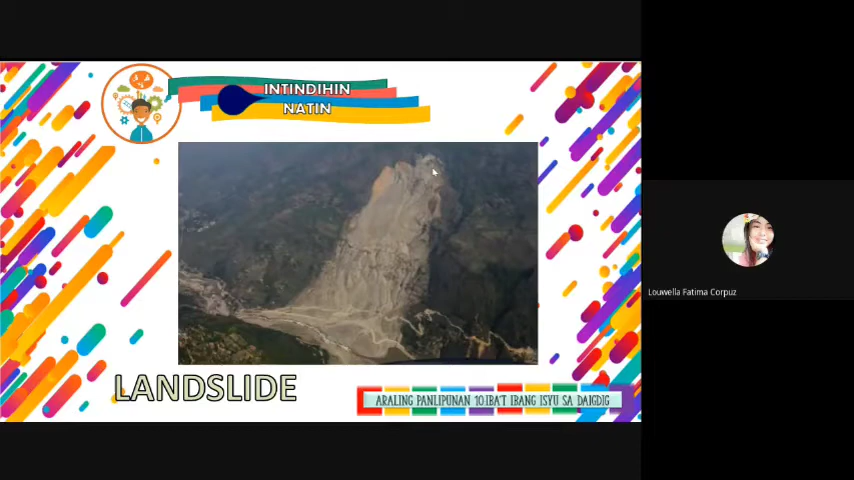 INTINDIHIN
NATIN
LANDSLIDE
ARALING PANLIPUNAN 10:IBA'T IBANG ISYU SA DAIGDIG
Louwella Fatima Corpuz